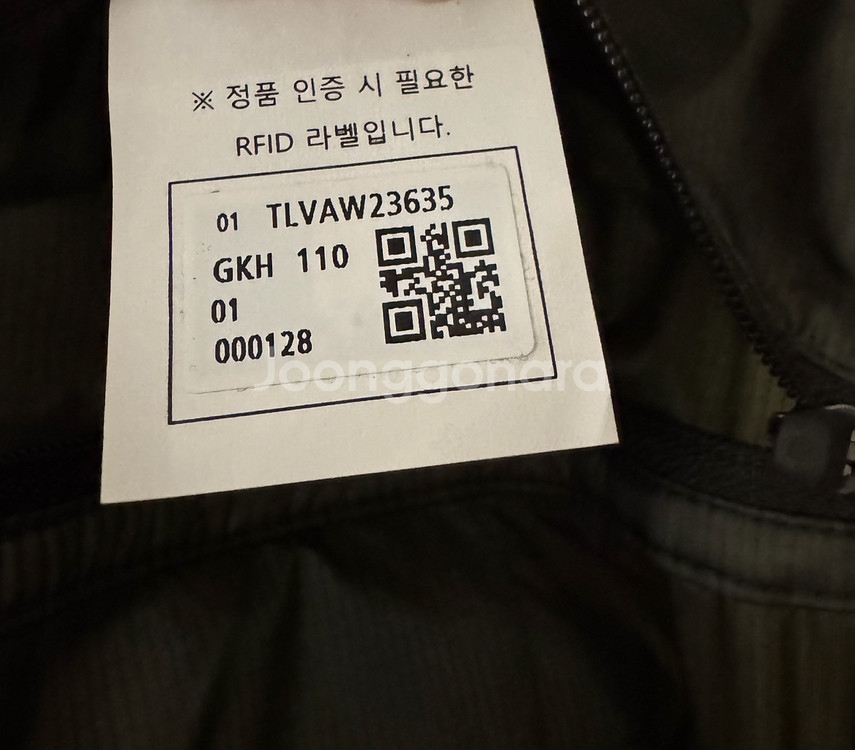 ※ 정품 인증 시 필요한
RFID 라벨입니다.
01 TLVAW23635
GKH 110
01
000128
Joonggonara